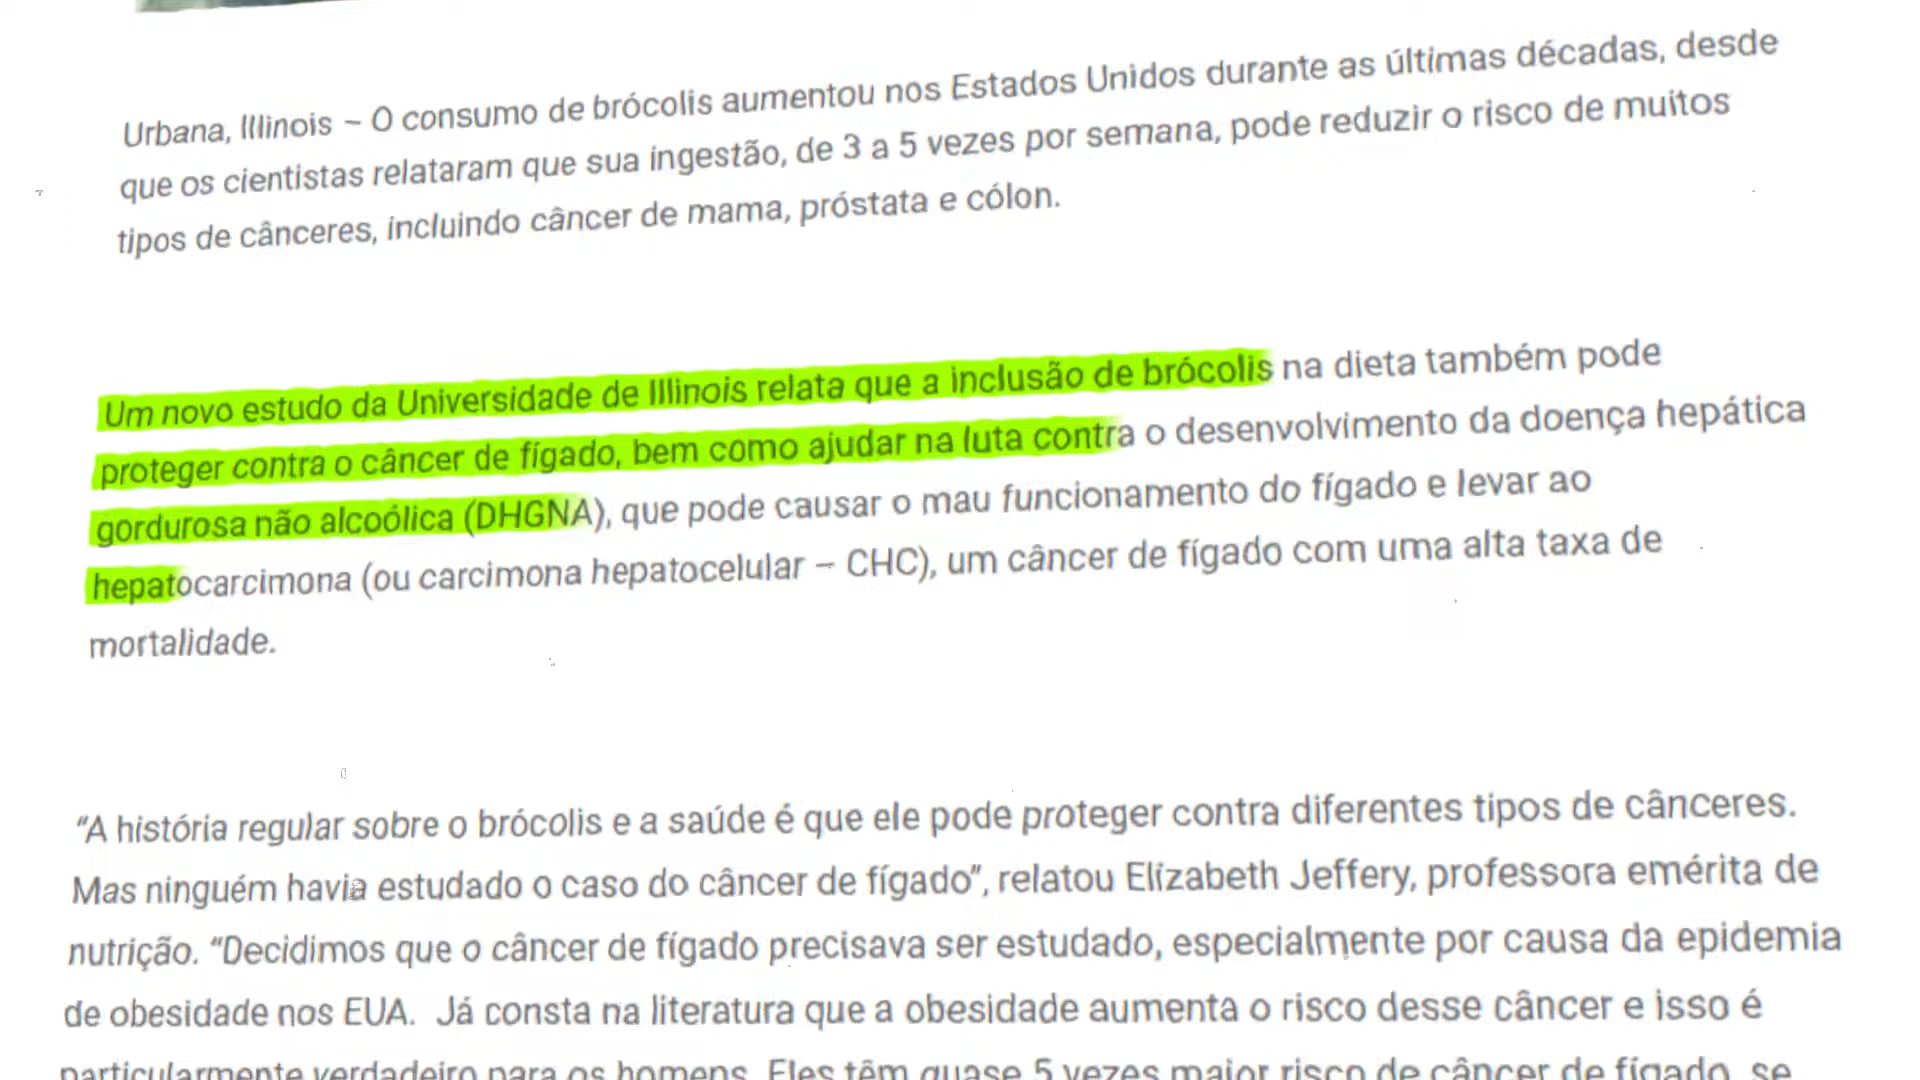 Urbana, Illinois – O consumo de brócolis aumentou nos Estados Unidos durante as últimas décadas, desde
que os cientistas relataram que sua ingestão, de 3 a 5 vezes por semana, pode reduzir o risco de muitos
tipos de cânceres, incluindo câncer de mama, próstata e cólon.
Um novo estudo da Universidade de Illinois relata que a inclusão de brócolis na dieta também pode
proteger contra o câncer de fígado, bem como ajudar na luta contra o desenvolvimento da doença hepática
gordurosa não alcoólica (DHGNA), que pode causar o mau funcionamento do fígado e levar ao
hepatocarcimona (ou carcimona hepatocelular – CHC), um câncer de fígado com uma alta taxa de
mortalidade.
“A história regular sobre o brócolis e a saúde é que ele pode proteger contra diferentes tipos de cânceres.
Mas ninguém havia estudado o caso do câncer de fígado”, relatou Elizabeth Jeffery, professora emérita de
nutrição. “Decidimos que o câncer de fígado precisava ser estudado, especialmente por causa da epidemia
de obesidade nos EUA. Já consta na literatura que a obesidade aumenta o risco desse câncer e isso é
particularmente verdadeiro para os homens. Eles têm quase 5 vezes maior risco de câncer de fígado, se